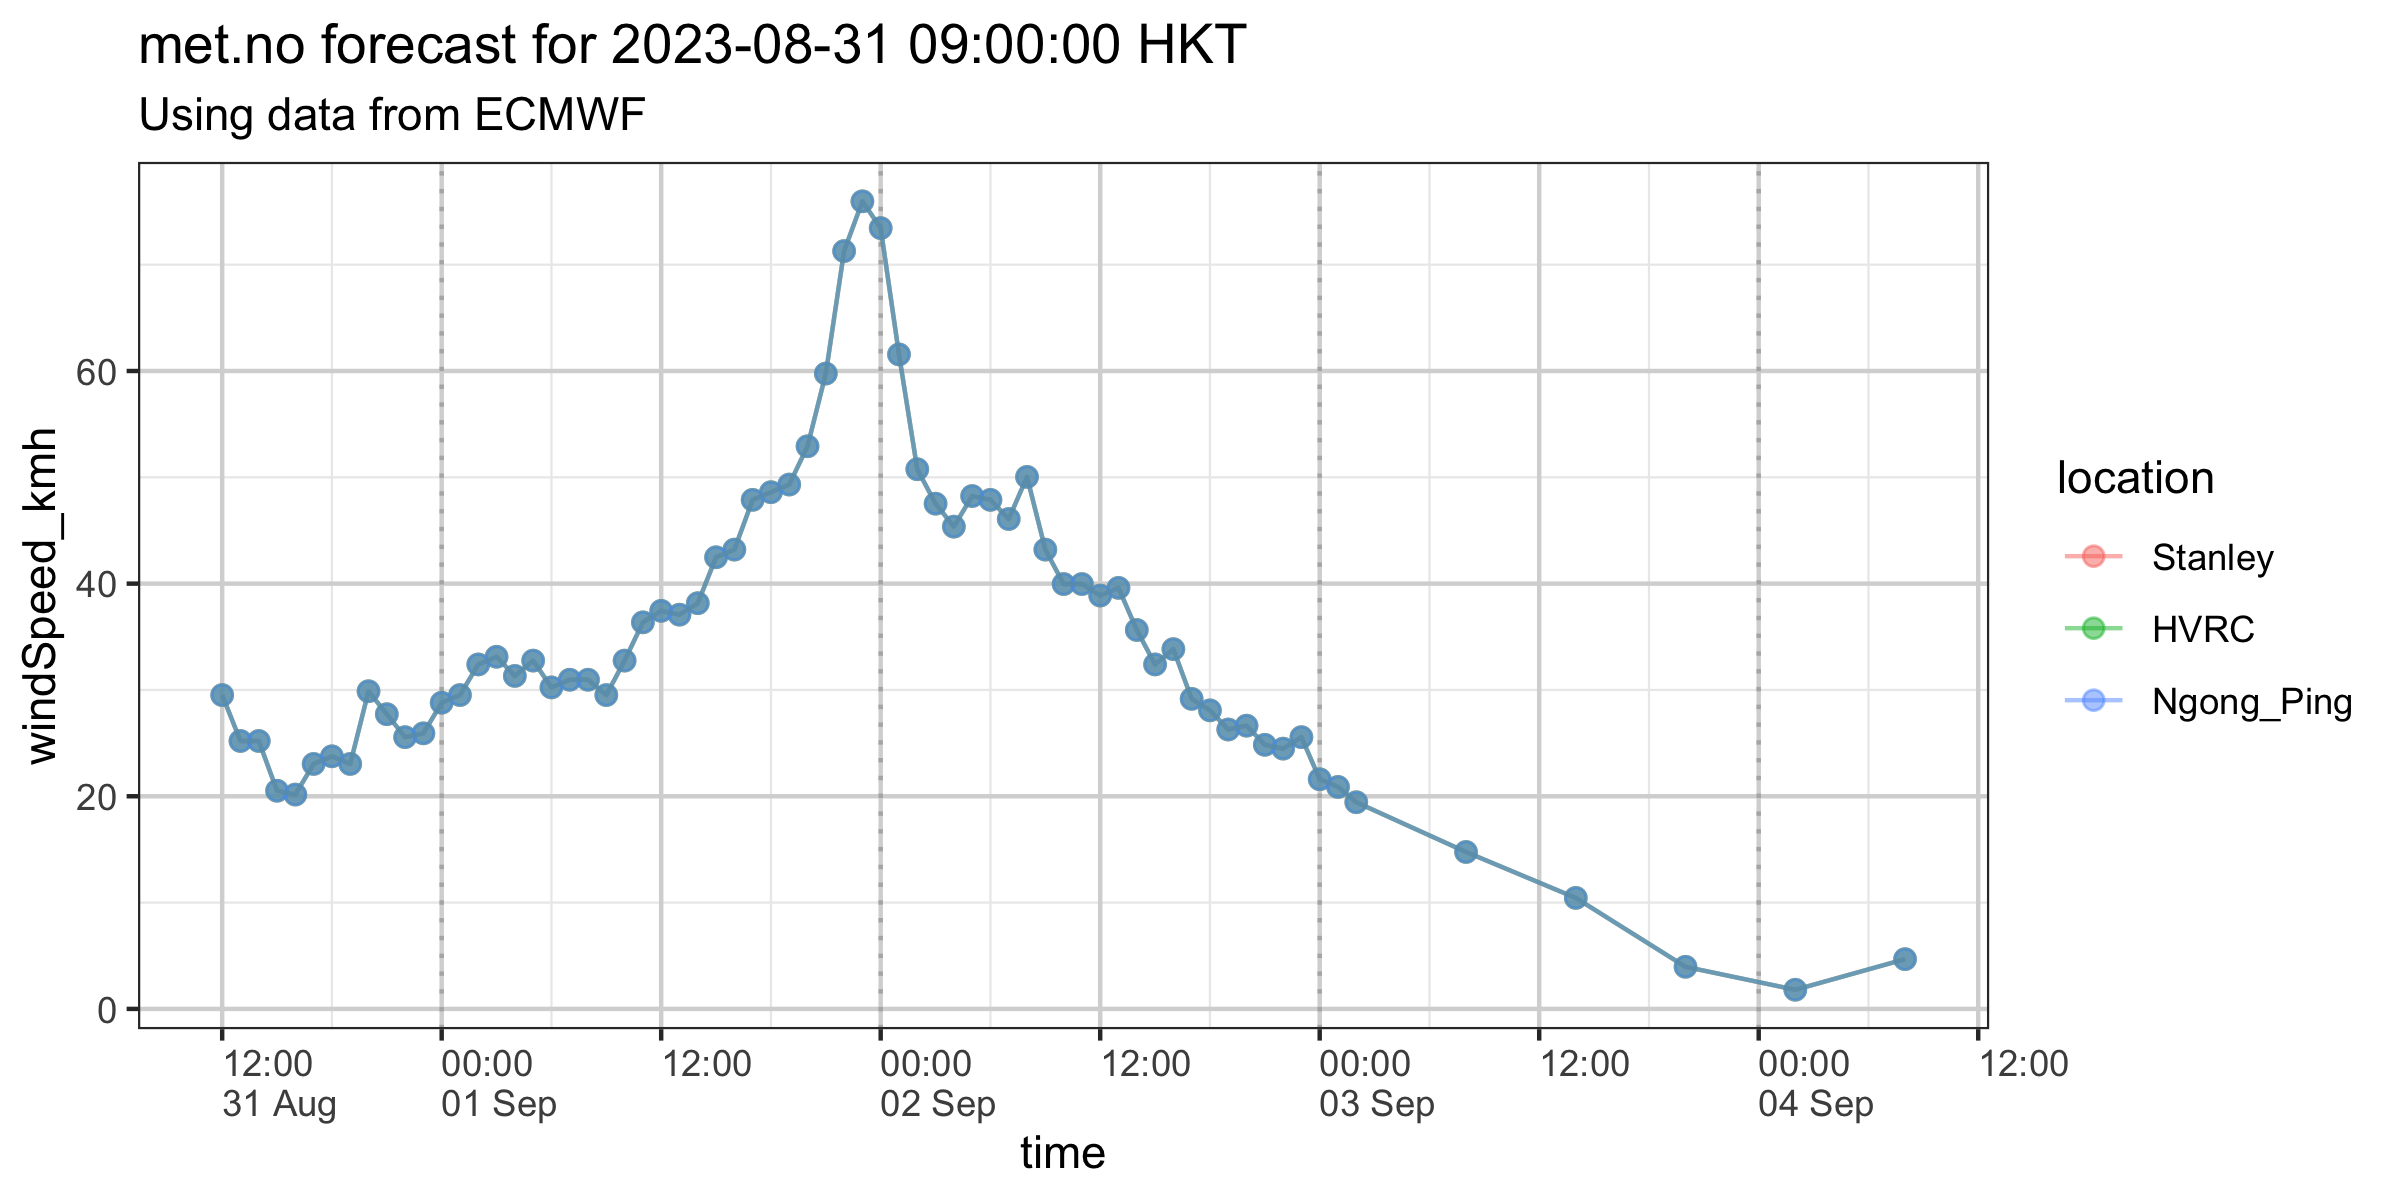 met.no forecast for 2023-08-31 09:00:00 HKT
Using data from ECMWF
windSpeed_kmh
60
40
20
0
12:00 00:00 12:00 00:00 12:00 00:00 12:00 00:00 12:00
31 Aug 01 Sep 02 Sep 03 Sep 04 Sep
time
location
Stanley
HVRC
Ngong_Ping